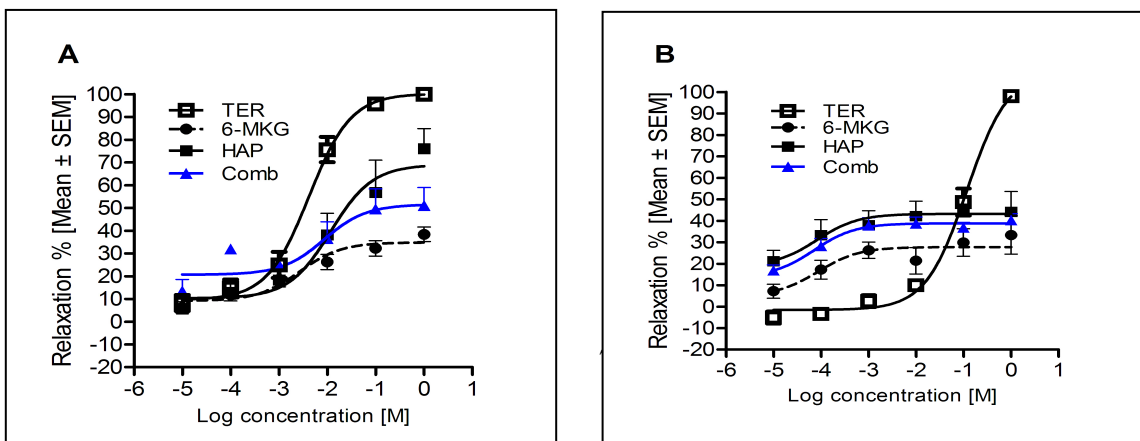 A
TER
6-MKG
HAP
Comb
Relaxation % [Mean ± SEM]
100
90
80
70
60
50
40
30
20
10
0
-10
-20
-6 -5 -4 -3 -2 -1 0 1
Log concentration [M]
B
TER
6-MKG
HAP
Comb
Relaxation % [Mean ± SEM]
100
90
80
70
60
50
40
30
20
10
0
-10
-20
-6 -5 -4 -3 -2 -1 0 1
Log concentration [M]